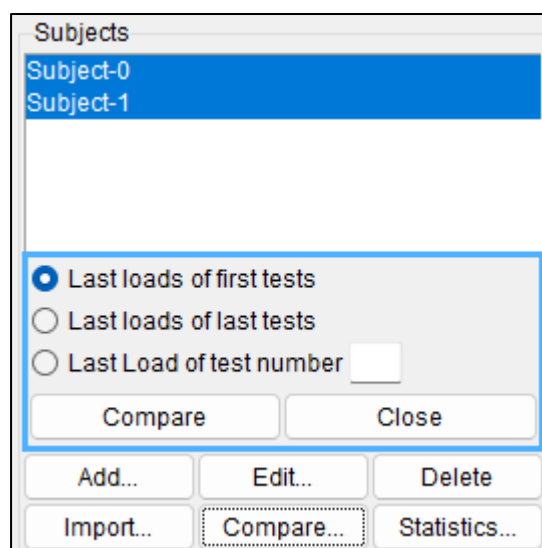 Subjects
Subject-0
Subject-1
Last loads of first tests
Last loads of last tests
Last Load of test number
Compare Close
Add... Edit... Delete
Import... Compare... Statistics...